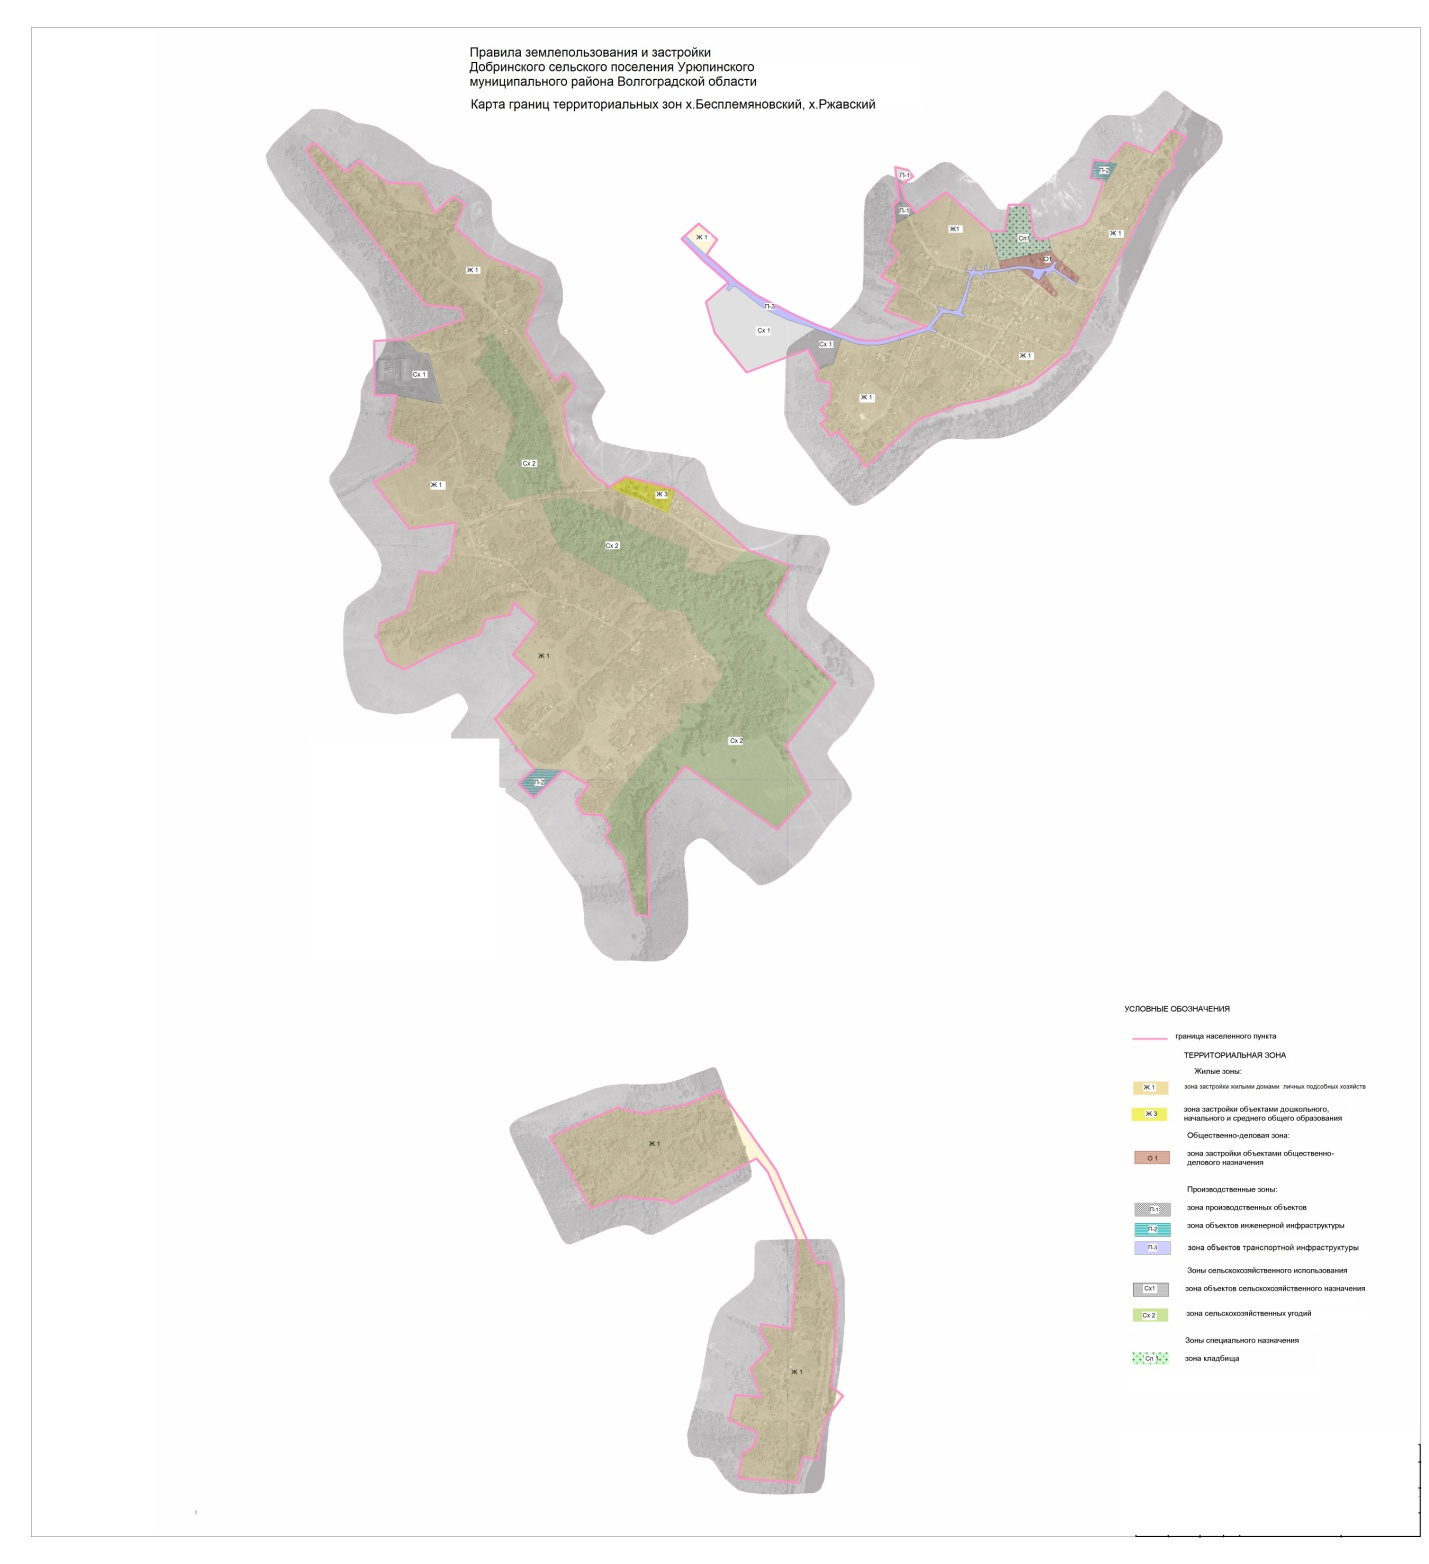 Правила землепользования и застройки
Добринского сельского поселения Урюпинского
муниципального района Волгоградской области
Карта границ территориальных зон х.Бесплемяновский, х.Ржавский
П-1
П-2
П-1
Ж1
Ж 1
Сп1
Ж 1
О1
Ж 1
П-3
Сх 1
Сх 1
Ж 1
Сх 1
Ж 1
Сх 2
Ж 1
Ж 3
Сх 2
Ж 1
Сх 2
П-2
Ж 1
Ж 1
УСЛОВНЫЕ ОБОЗНАЧЕНИЯ
граница населенного пункта
ТЕРРИТОРИАЛЬНАЯ ЗОНА
Жилые зоны:
Ж 1 зона застройки жилыми домами личных подсобных хозяйств
зона застройки объектами дошкольного,
Ж 3 начального и среднего общего образования
Общественно-деловая зона:
О 1 зона застройки объектами общественно-
делового назначения
Производственные зоны:
П-1 зона производственных объектов
П-2 зона объектов инженерной инфраструктуры
П-3 зона объектов транспортной инфраструктуры
Зоны сельскохозяйственного использования
Сх1 зона объектов сельскохозяйственного назначения
Сх 2 зона сельскохозяйственных угодий
Зоны специального назначения
Сп 1 зона кладбища